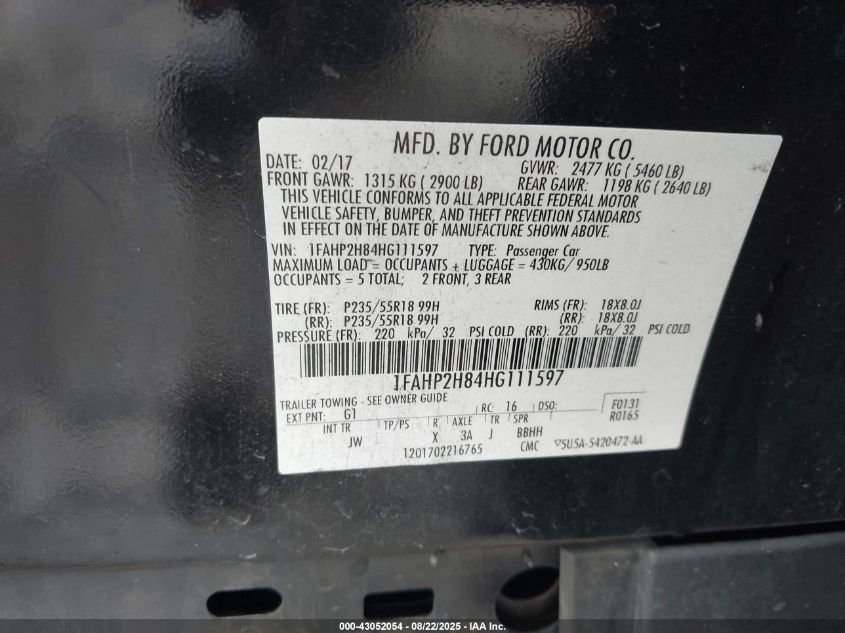 MFD. BY FORD MOTOR CO.
DATE: 02/17 GVWR: 2477 KG ( 5460 LB)
FRONT GAWR: 1315 KG ( 2900 LB) REAR GAWR: 1198 KG ( 2640 LB)
THIS VEHICLE CONFORMS TO ALL APPLICABLE FEDERAL MOTOR
VEHICLE SAFETY, BUMPER, AND THEFT PREVENTION STANDARDS
IN EFFECT ON THE DATE OF MANUFACTURE SHOWN ABOVE.
VIN: 1FAHP2H84HG111597 TYPE: Passenger Car
MAXIMUM LOAD = OCCUPANTS + LUGGAGE = 430KG/ 950LB
OCCUPANTS = 5 TOTAL; 2 FRONT, 3 REAR
TIRE (FR): P235/55R18 99H RIMS (FR): 18X8.0J
(RR): P235/55R18 99H (RR): 18X8.0J
PRESSURE (FR): 220 kPa/ 32 PSI COLD (RR): 220 kPa/ 32 PSI COLD
1FAHP2H84HG111597
TRAILER TOWING - SEE OWNER GUIDE
EXT PNT: G1 RC: 16 DSO: F0131
R0165
INT TR TP/PS R AXLE TR SPR
JW X 3A J BBHH
1201702216765 CMC ▽5U5A-5420472-AA
000-43052054 - 08/22/2025 - IAA Inc.